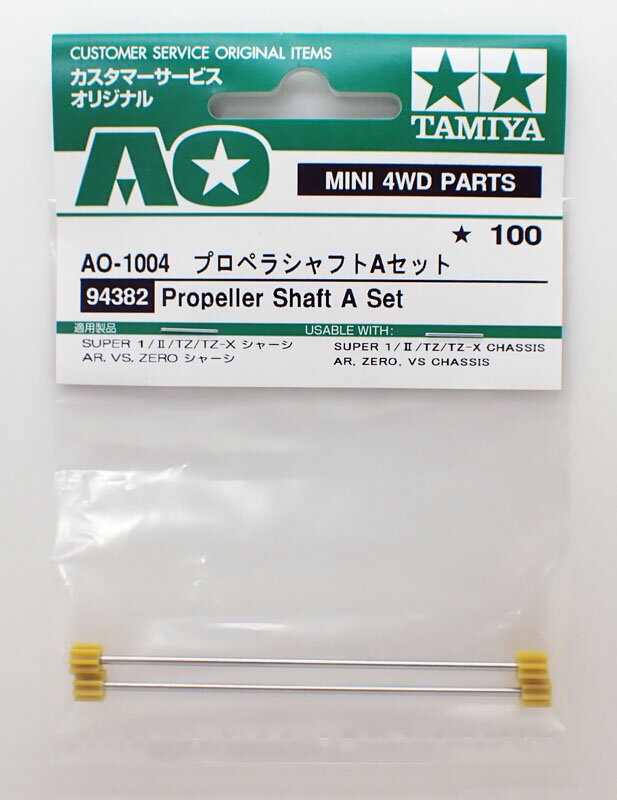 CUSTOMER SERVICE ORIGINAL ITEMS
カスタマーサービス
オリジナル
TAMIYA
AO
MINI 4WD PARTS
★ 100
AO-1004 プロペラシャフトAセット
94382 Propeller Shaft A Set
適用製品
SUPER 1/II/TZ/TZ-X シャーシ
AR. VS. ZERO シャーシ
USABLE WITH:
SUPER 1/II/TZ/TZ-X CHASSIS
AR, ZERO, VS CHASSIS